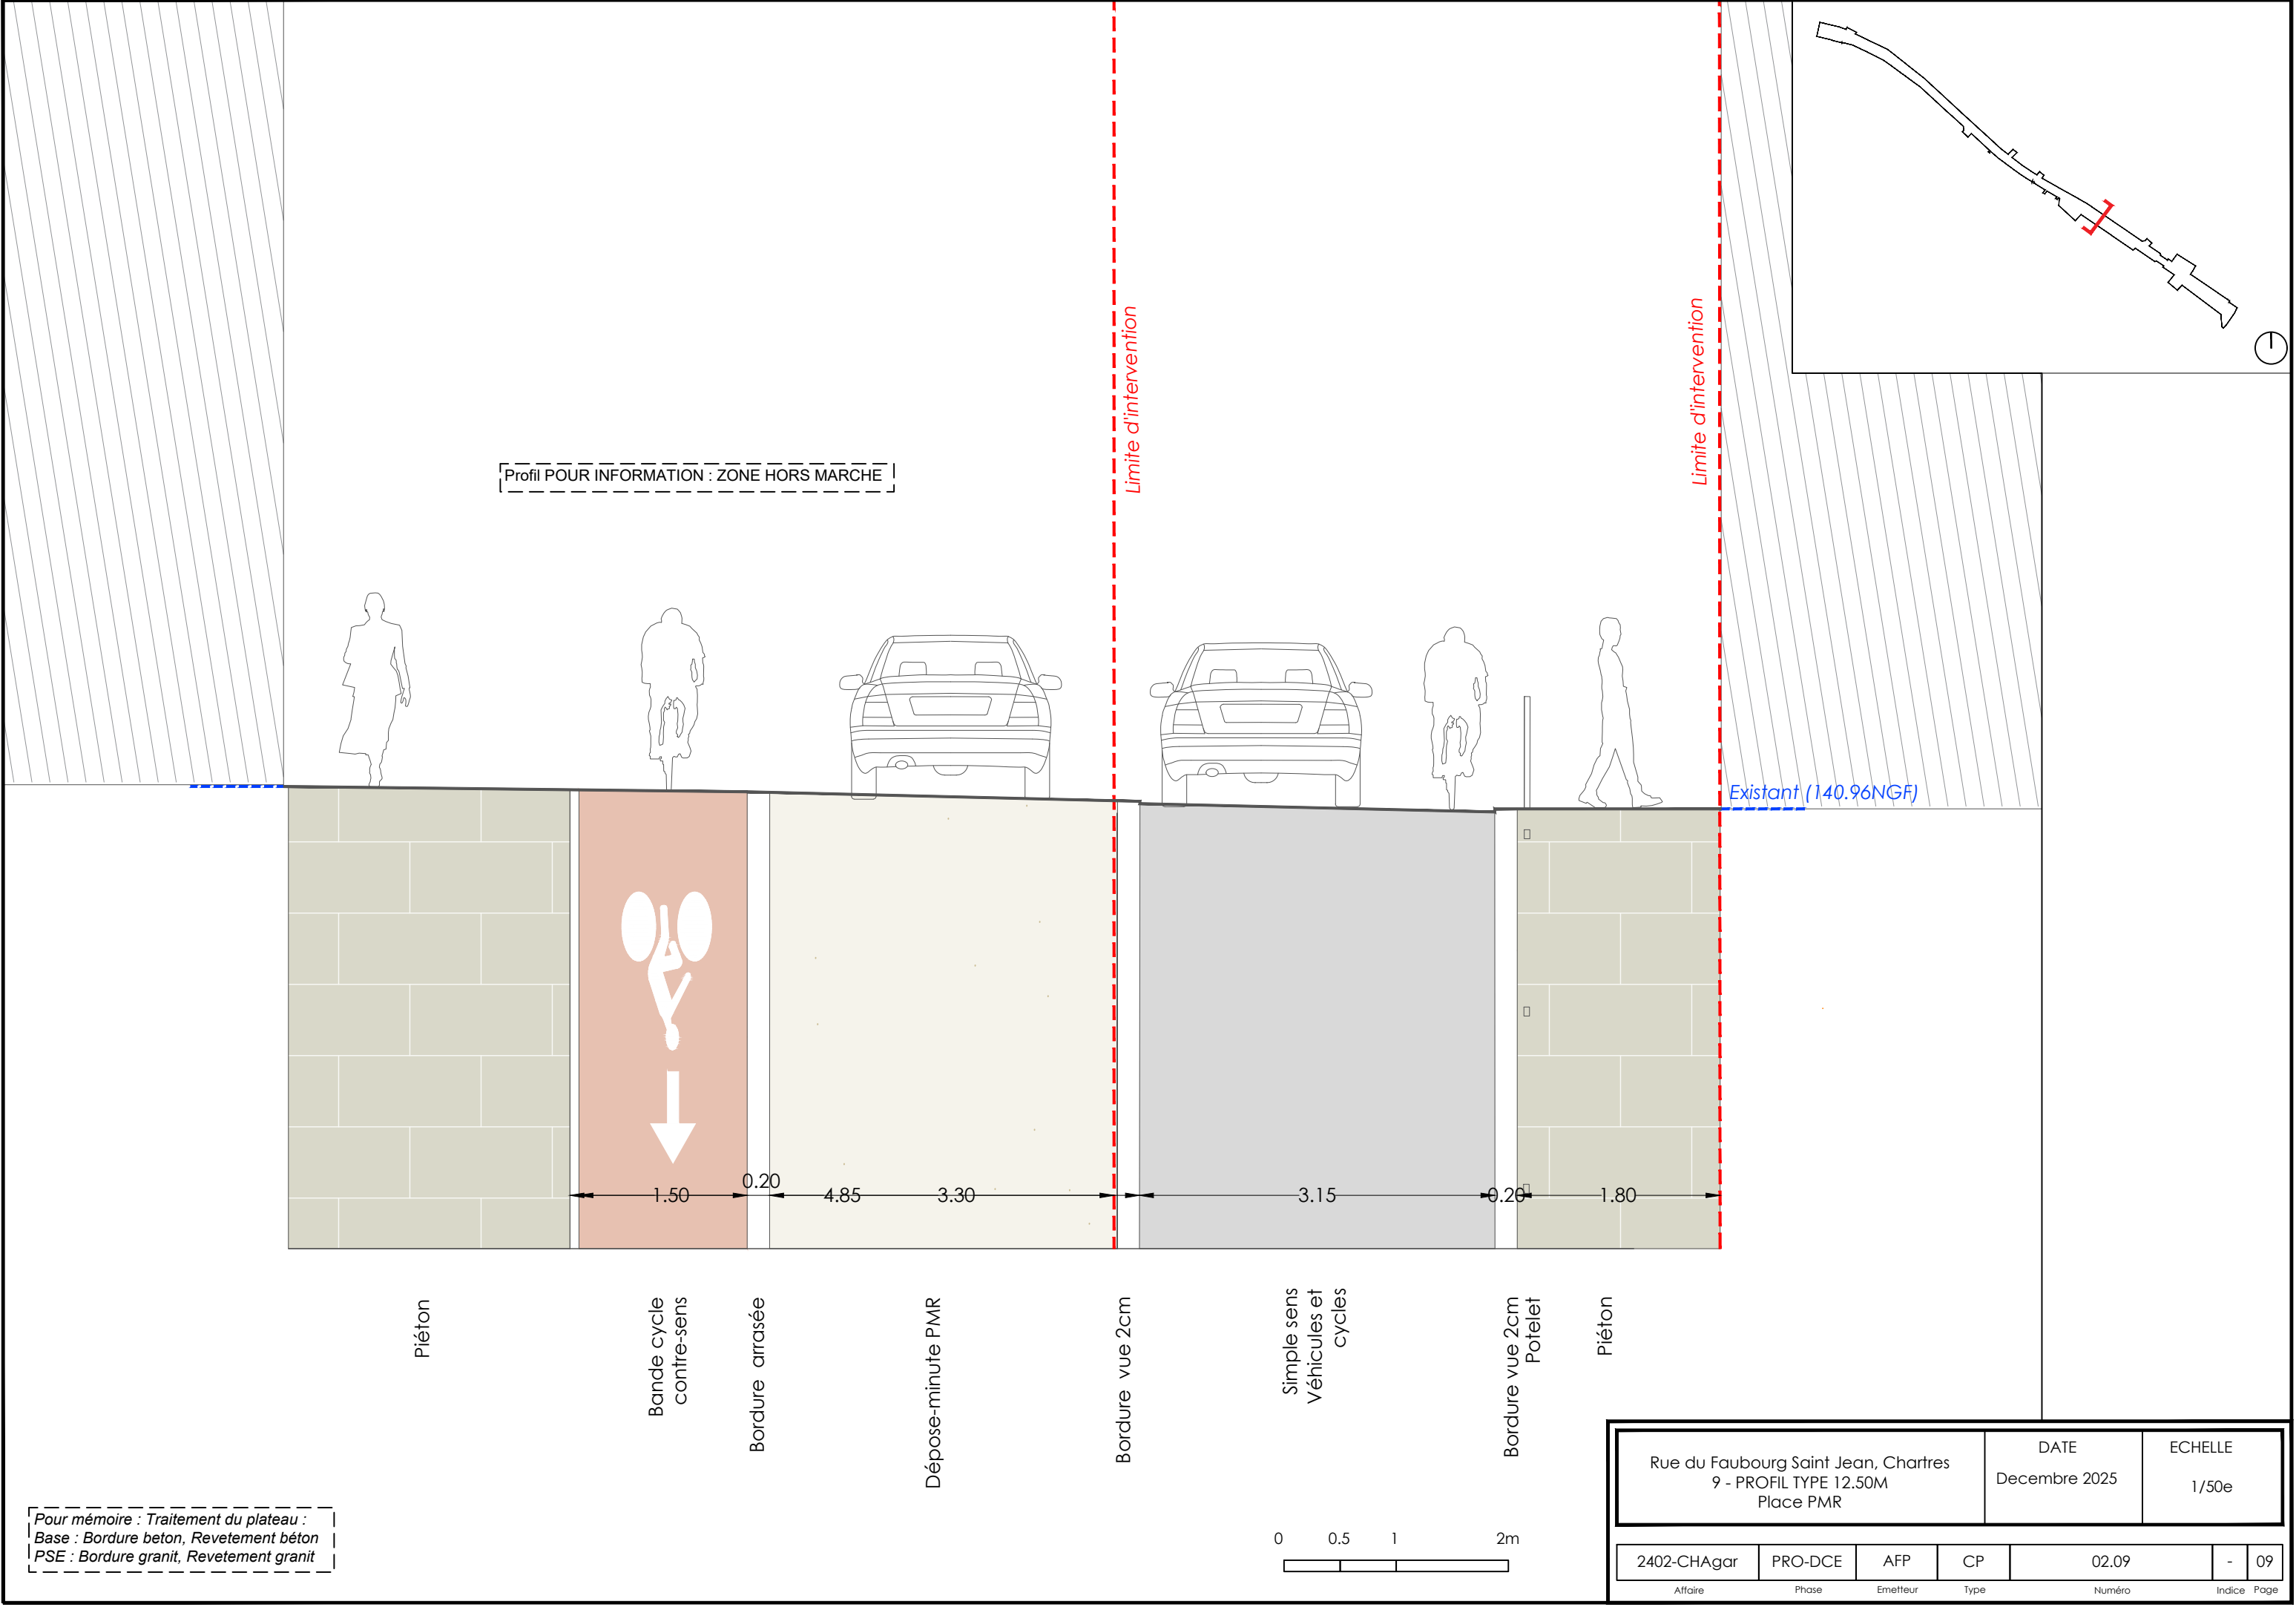 Limite d'intervention
Limite d'intervention
Profil POUR INFORMATION : ZONE HORS MARCHE
Existant (140.96NGF)
1.50
0.20
4.85
3.30
3.15
0.20
1.80
Piéton
Bande cycle
contre-sens
Bordure arrasée
Dépose-minute PMR
Bordure vue 2cm
Simple sens
Véhicules et
cycles
Bordure vue 2cm
Potelet
Piéton
Pour mémoire : Traitement du plateau :
Base : Bordure beton, Revetement béton
PSE : Bordure granit, Revetement granit
0 0.5 1 2m
Rue du Faubourg Saint Jean, Chartres
9 - PROFIL TYPE 12.50M
Place PMR
DATE
Decembre 2025
ECHELLE
1/50e
2402-CHAgar PRO-DCE AFP CP 02.09 - 09
Affaire Phase Emetteur Type Numéro Indice Page